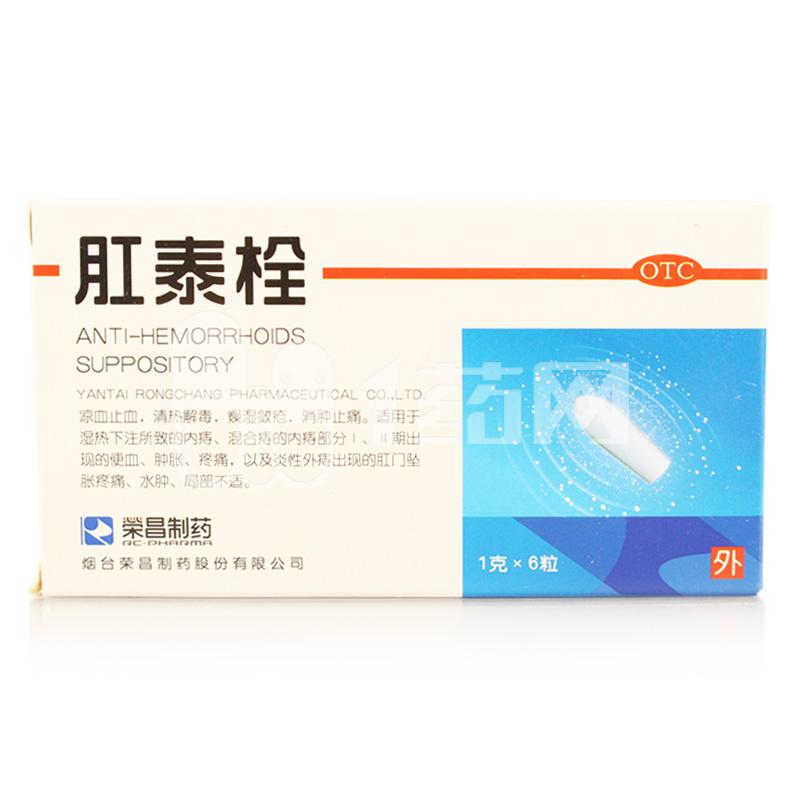 肛泰栓
OTC
ANTI-HEMORRHOIDS
SUPPOSITORY
YANTAI RONGCHANG PHARMACEUTICAL CO.,LTD.
凉血止血，清热解毒，燥湿敛疮，消肿止痛。适用于
湿热下注所致的内痔、混合痔的内痔部分Ⅰ、Ⅱ期出
现的便血、肿胀、疼痛，以及炎性外痔出现的肛门坠
胀疼痛、水肿、局部不适。
荣昌制药
RC-PHARMA
烟台荣昌制药股份有限公司
1克×6粒
外
1药网